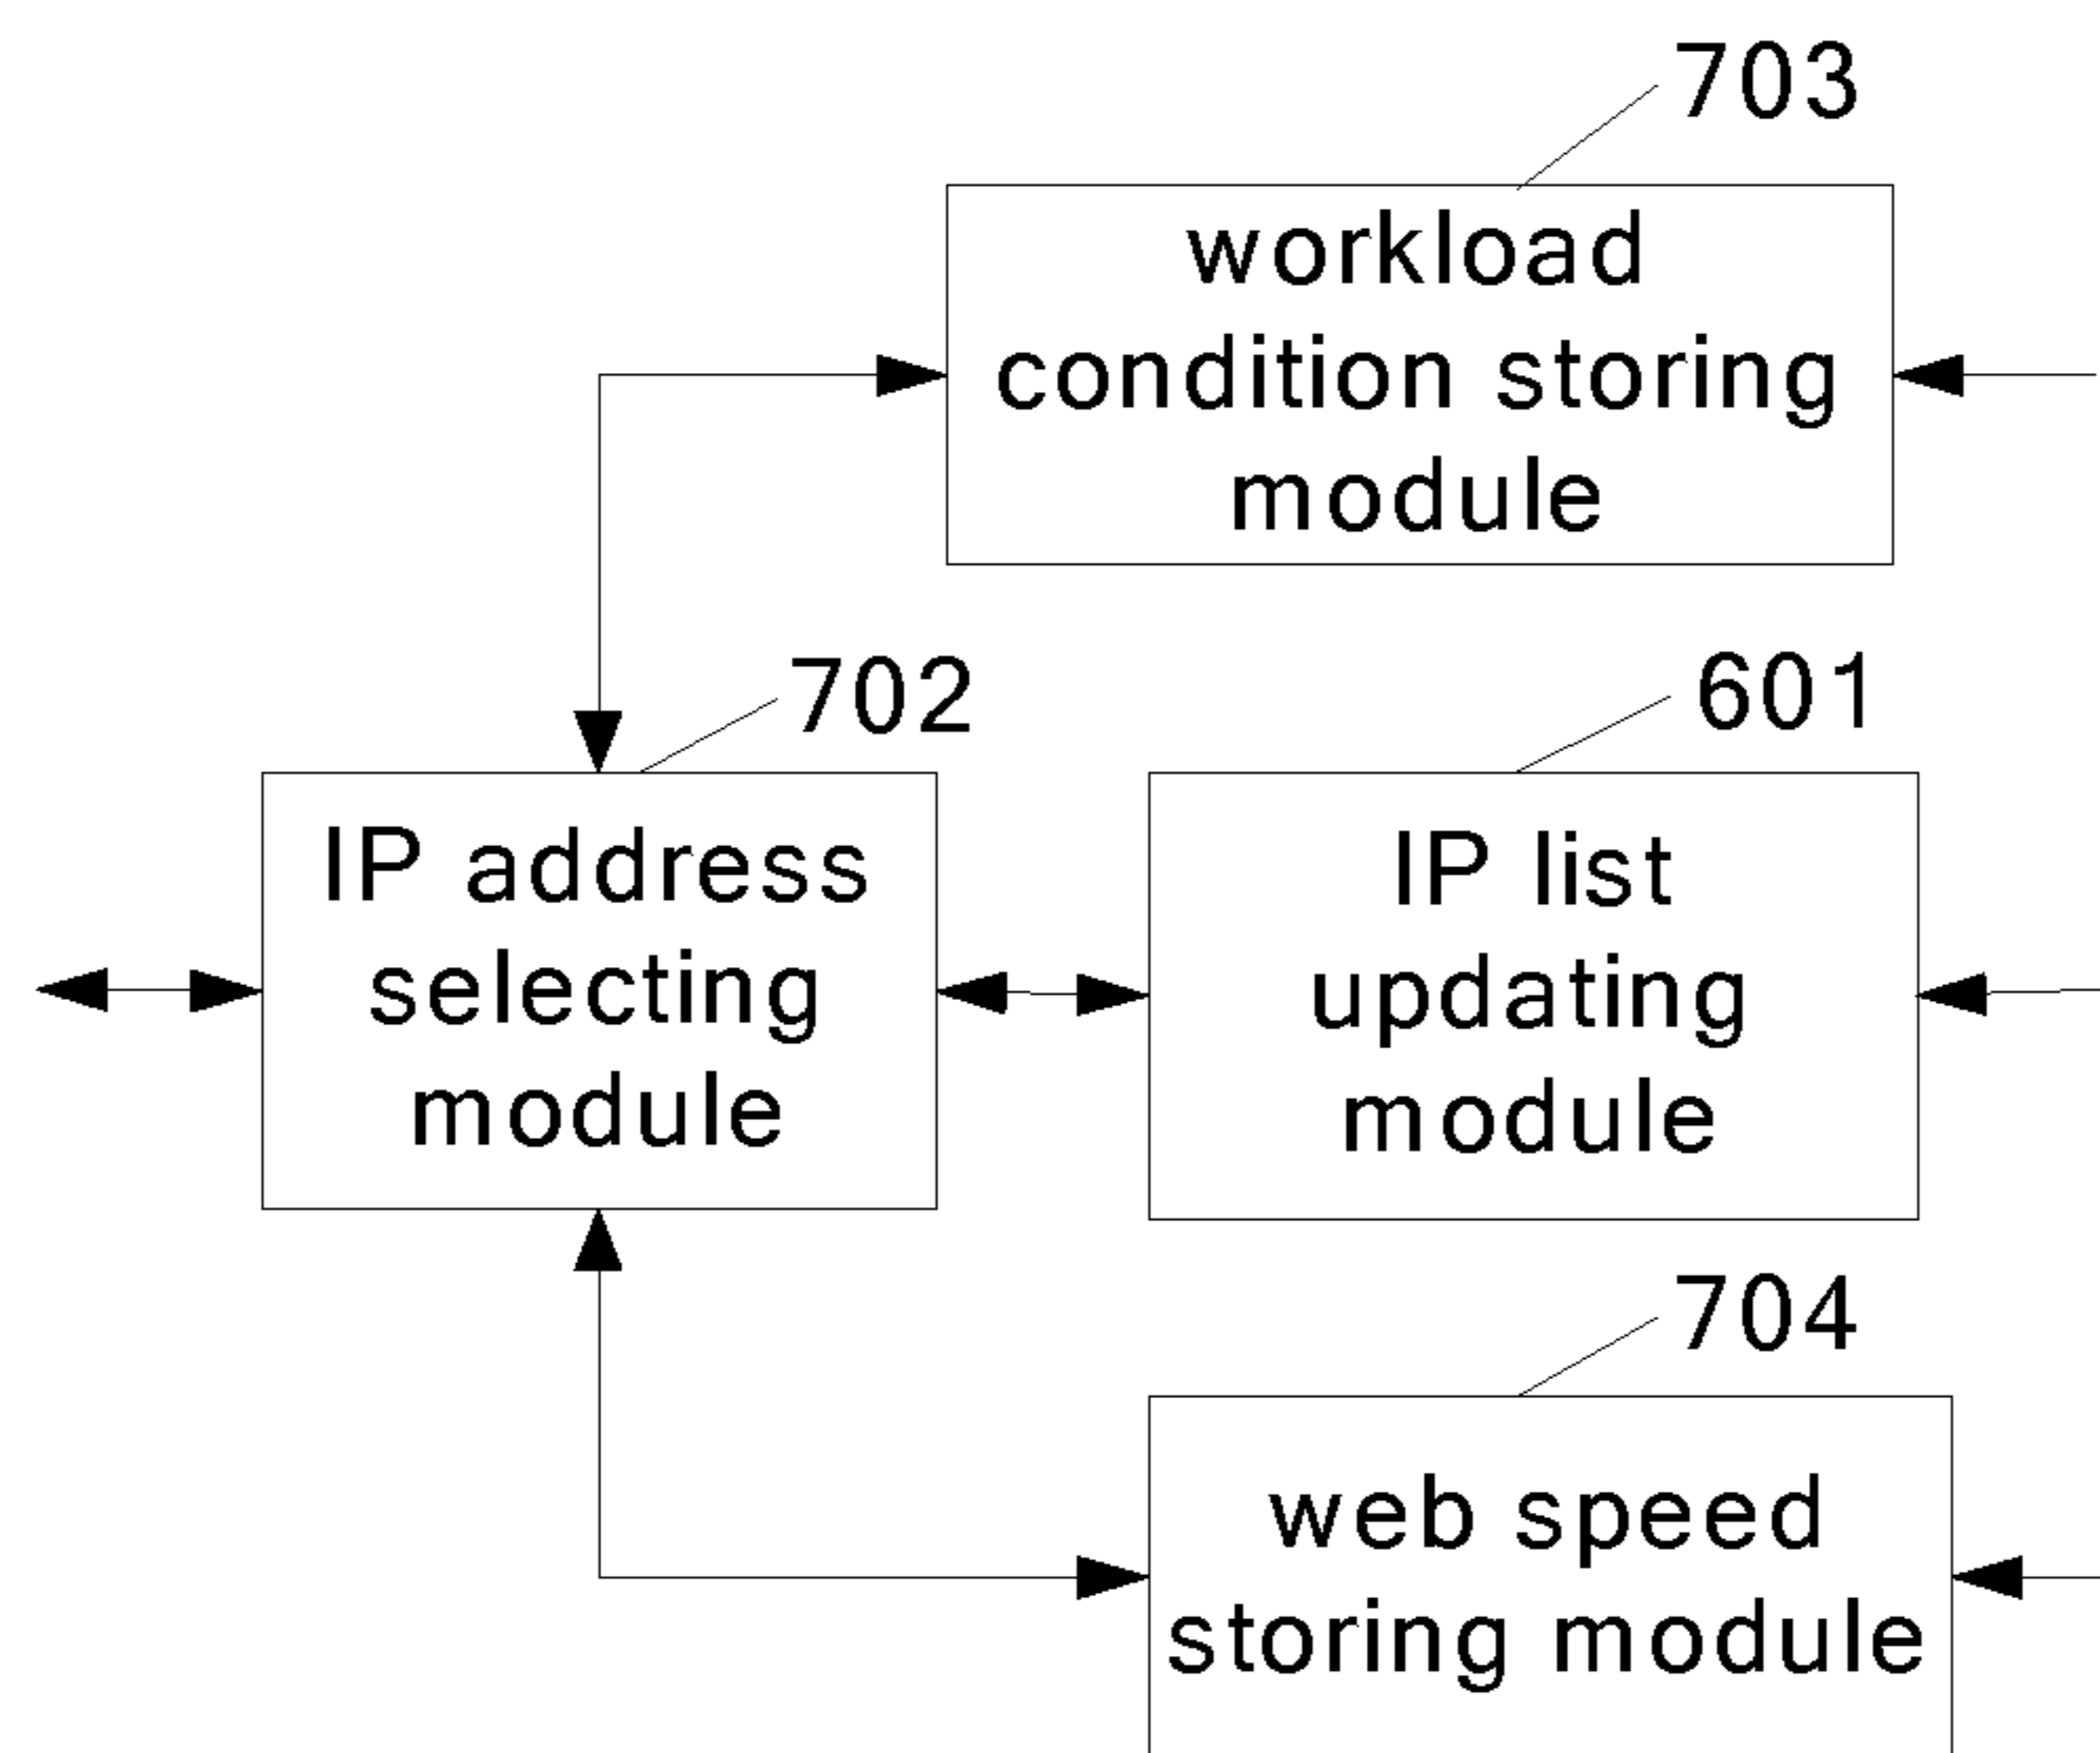 703
workload
condition storing
module
702
IP address
selecting
module
601
IP list
updating
module
704
web speed
storing module